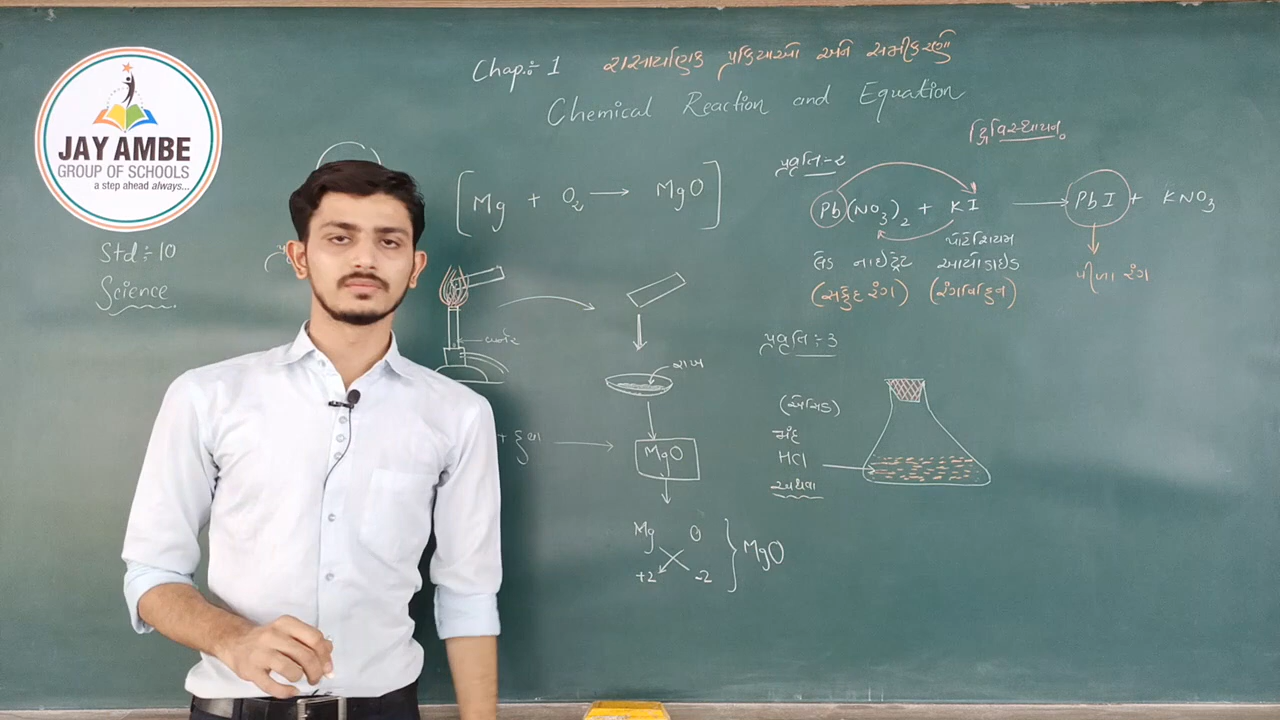 JAY AMBE
GROUP OF SCHOOLS
a step ahead always...
Std ÷ 10
Science
Chap.÷ 1 રાસાયણિક પ્રક્રિયાઓ અને સમીકરણો
Chemical Reaction and Equation
[Mg + O₂ → MgO]
રાખ
MgO
Mg O
+2 -2
} MgO
દ્વિવિસ્થાપન
પ્રવૃત્તિ-૨
Pb(NO₃)₂ + KI → PbI + KNO₃
લેડ નાઈટ્રેટ
(સફેદ રંગ)
પોટેશિયમ
આયોડાઇડ
(રંગવિહીન)
પીળા રંગ
પ્રવૃત્તિ÷૩
(એસિડ)
મંદ
HCl
અથવા